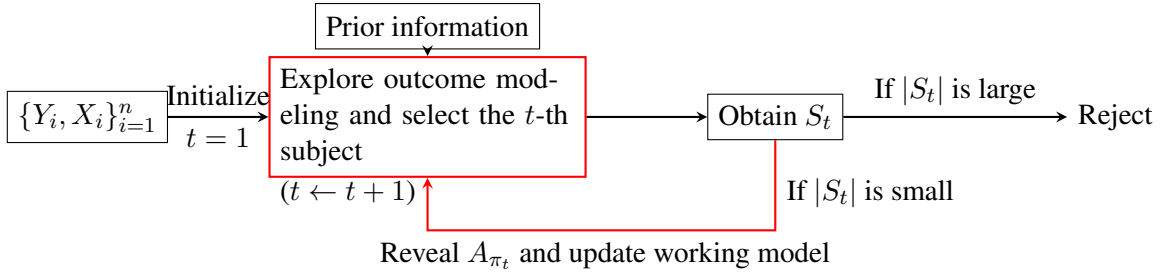 Prior information
{Y_i, X_i}_{i=1}^n
Initialize
t = 1
Explore outcome mod-
eling and select the t-th
subject
(t ← t + 1)
Obtain S_t
If |S_t| is large
Reject
If |S_t| is small
Reveal A_{π_t} and update working model